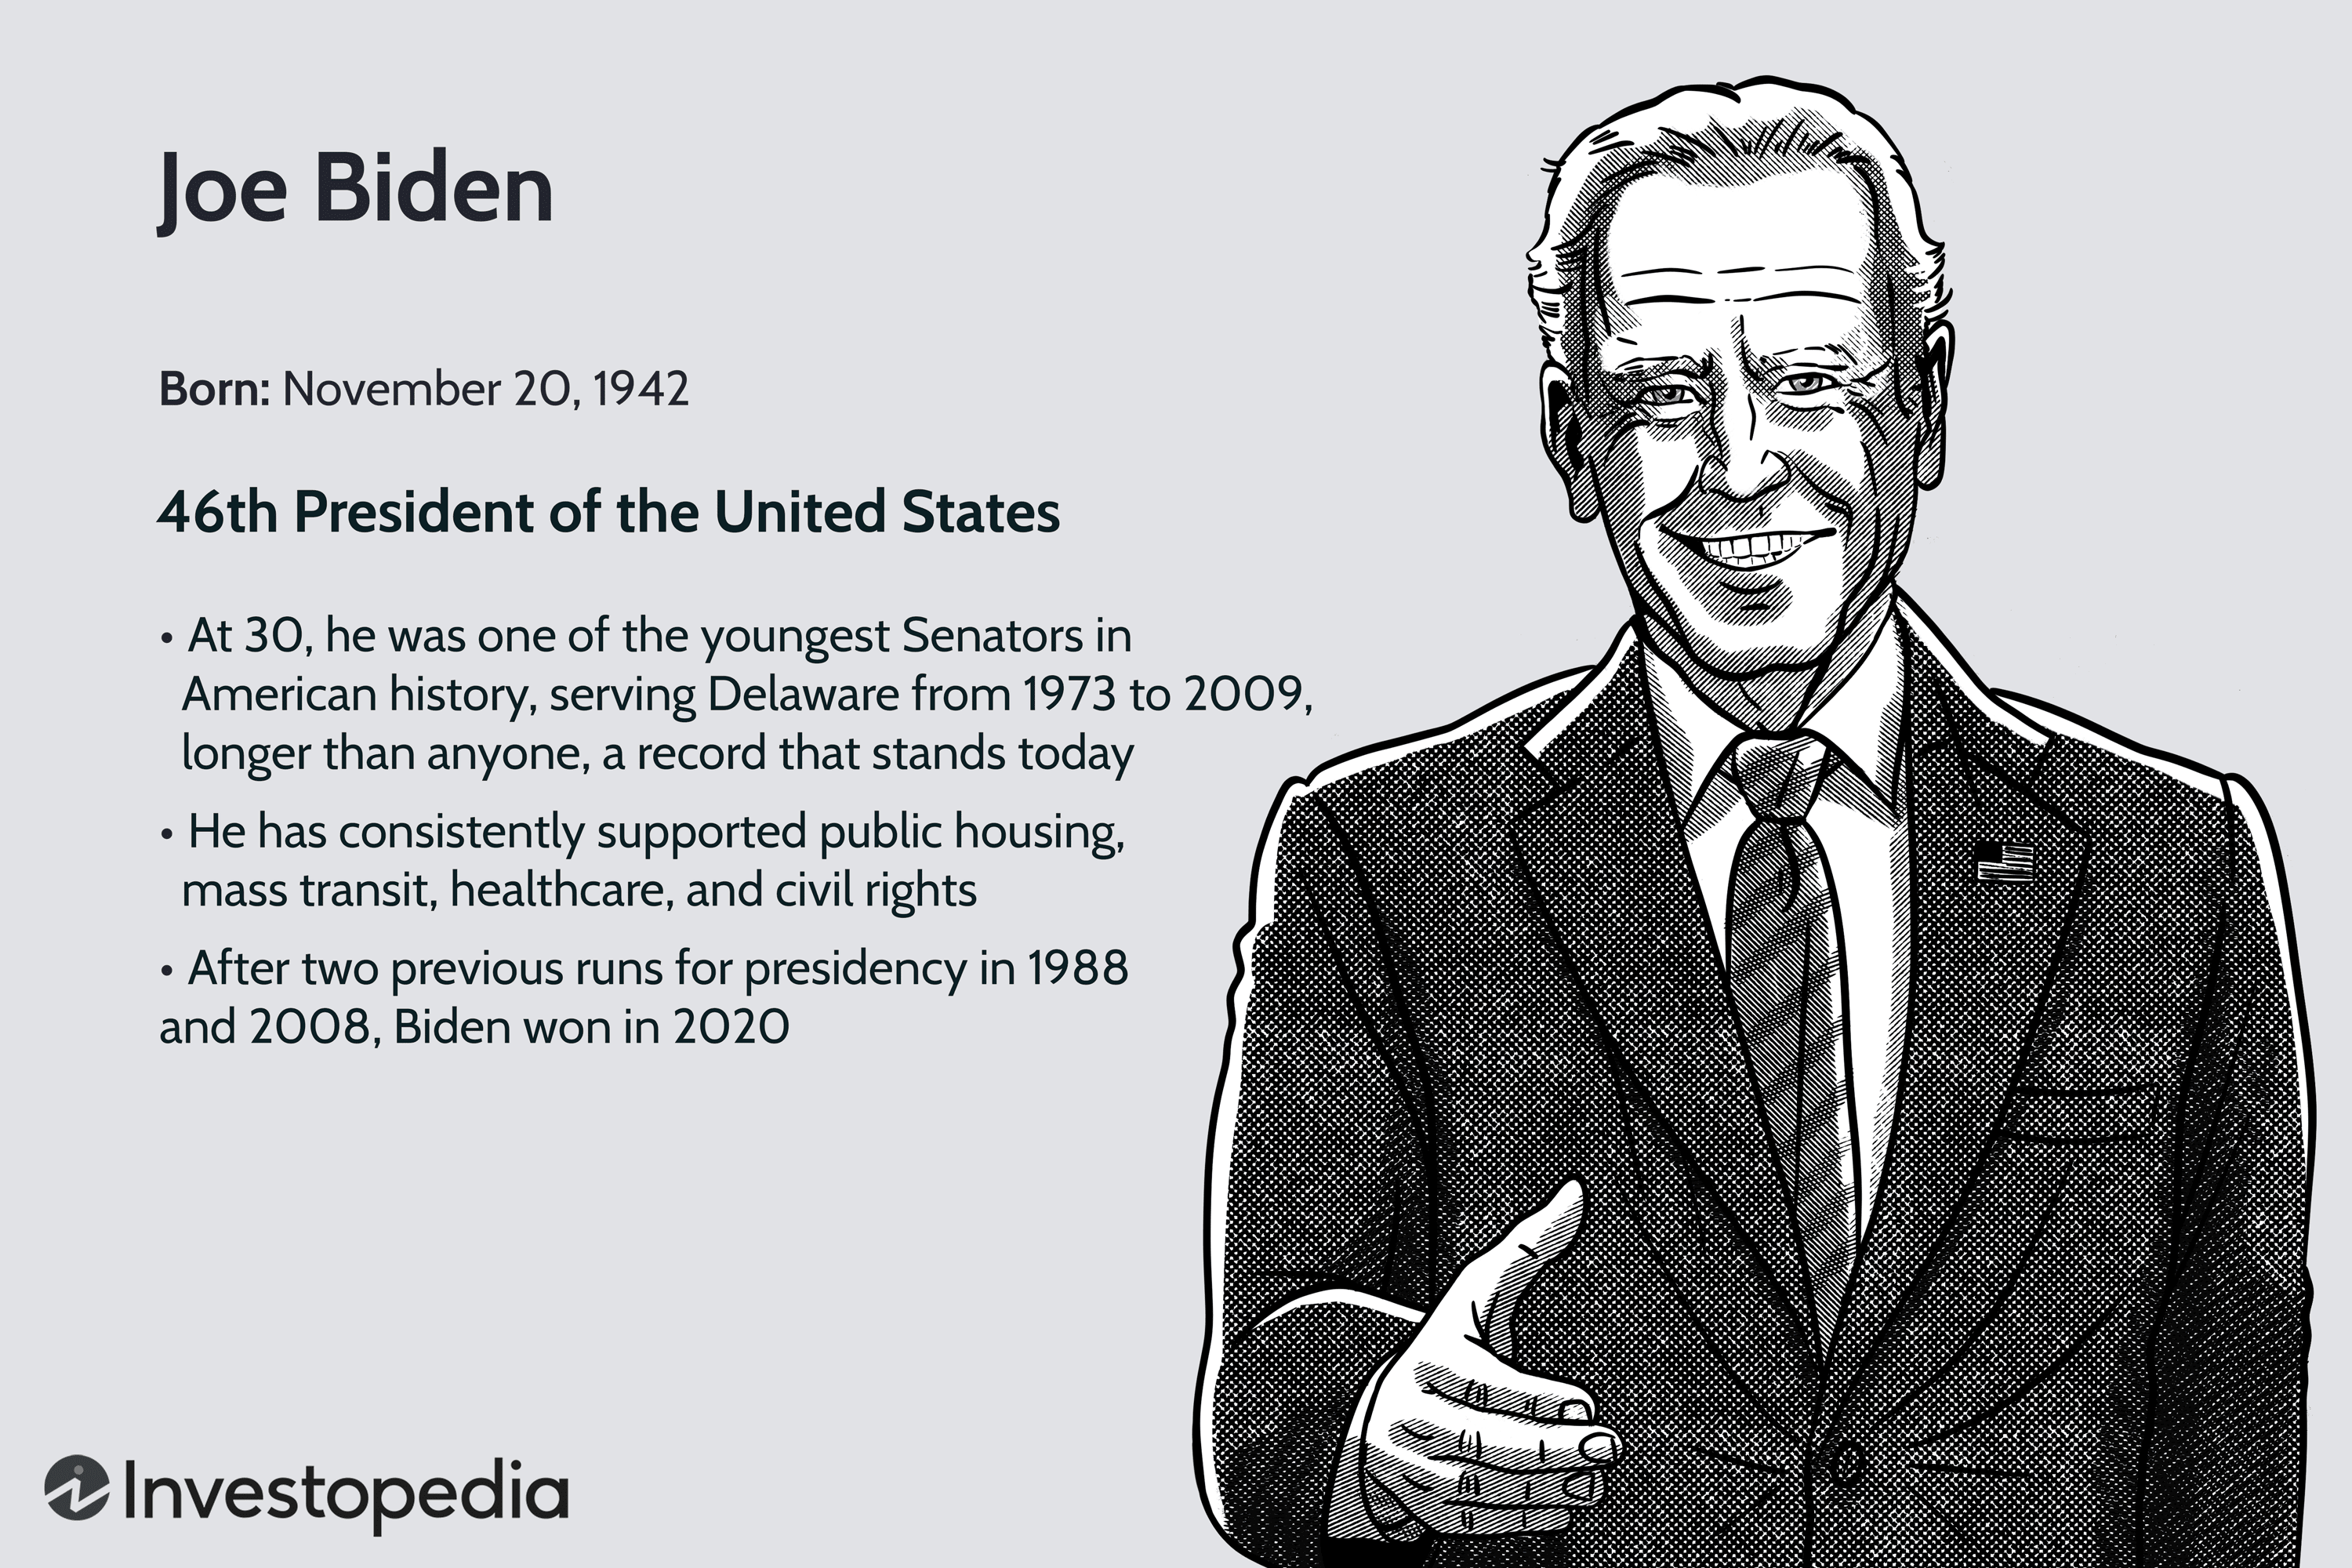 Joe Biden
Born: November 20, 1942
46th President of the United States
• At 30, he was one of the youngest Senators in
American history, serving Delaware from 1973 to 2009,
longer than anyone, a record that stands today
• He has consistently supported public housing,
mass transit, healthcare, and civil rights
• After two previous runs for presidency in 1988
and 2008, Biden won in 2020
Investopedia